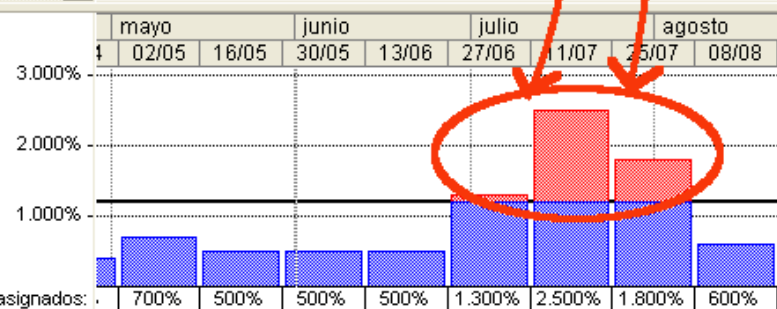 mayo junio julio agosto
4 02/05 16/05 30/05 13/06 27/06 11/07 25/07 08/08
3.000%
2.000%
1.000%
asignados: 700% 500% 500% 500% 1.300% 2.500% 1.800% 600%